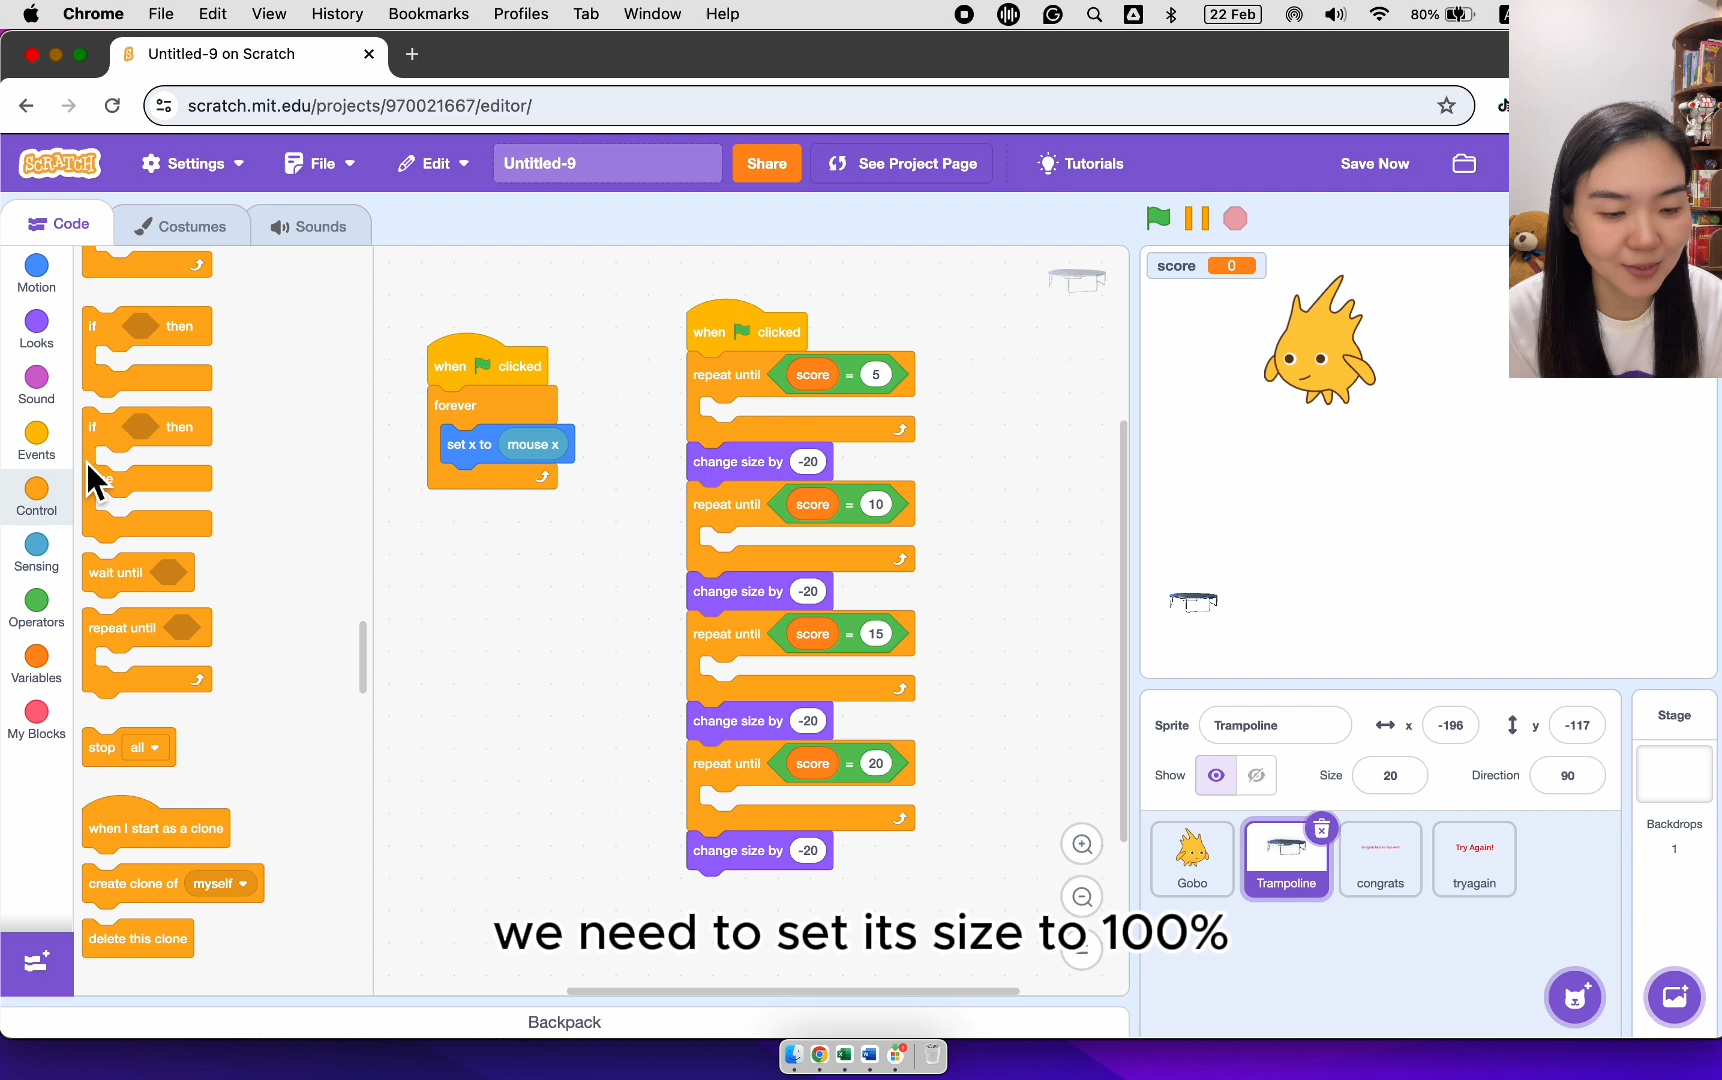 Chrome File Edit View History Bookmarks Profiles Tab Window Help 22 Feb 80%
Untitled-9 on Scratch
scratch.mit.edu/projects/970021667/editor/
SCRATCH Settings File Edit Untitled-9 Share See Project Page Tutorials Save Now
Code Costumes Sounds
Motion
Looks
Sound
Events
Control
Sensing
Operators
Variables
My Blocks
if then
if then
wait until
repeat until
stop all
when I start as a clone
create clone of myself
delete this clone
when clicked
forever
set x to mouse x
when clicked
repeat until score = 5
change size by -20
repeat until score = 10
change size by -20
repeat until score = 15
change size by -20
repeat until score = 20
change size by -20
score 0
Sprite Trampoline x -196 y -117
Show Size 20 Direction 90
Gobo Trampoline congrats tryagain
Try Again!
Stage
Backdrops
1
we need to set its size to 100%
Backpack